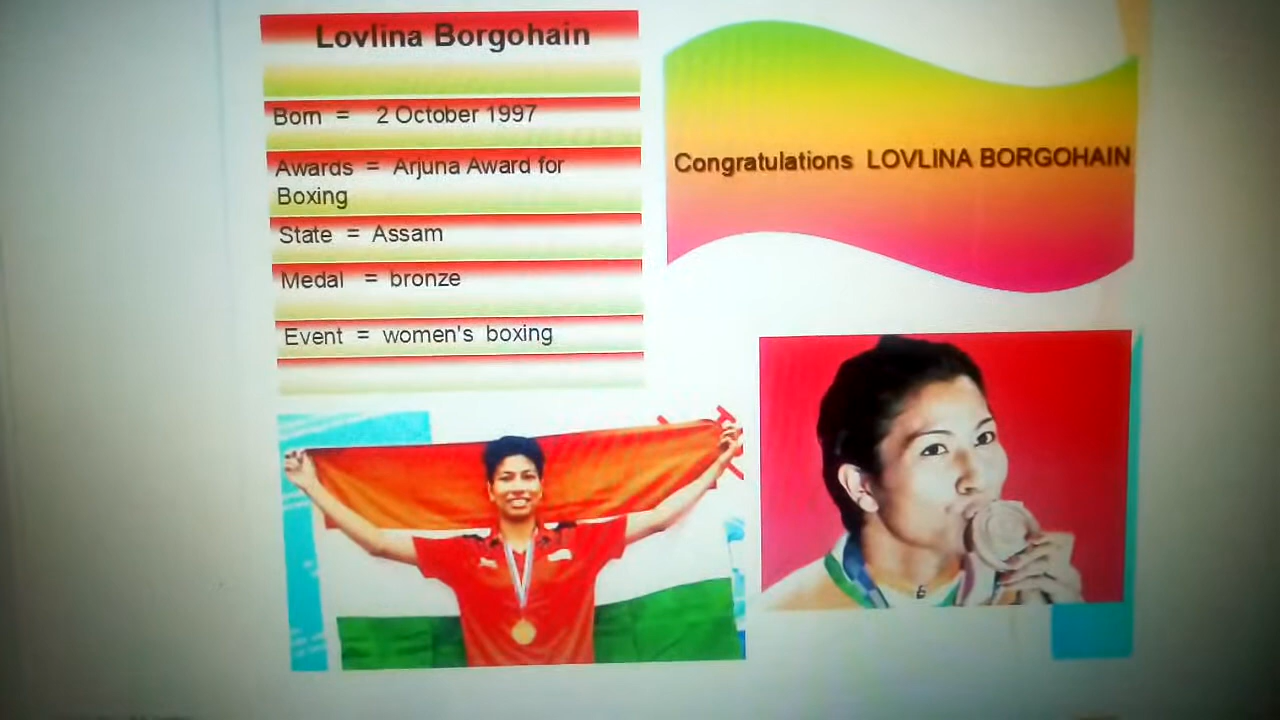 Lovlina Borgohain
Born = 2 October 1997
Awards = Arjuna Award for
Boxing
State = Assam
Medal = bronze
Event = women's boxing
Congratulations LOVLINA BORGOHAIN